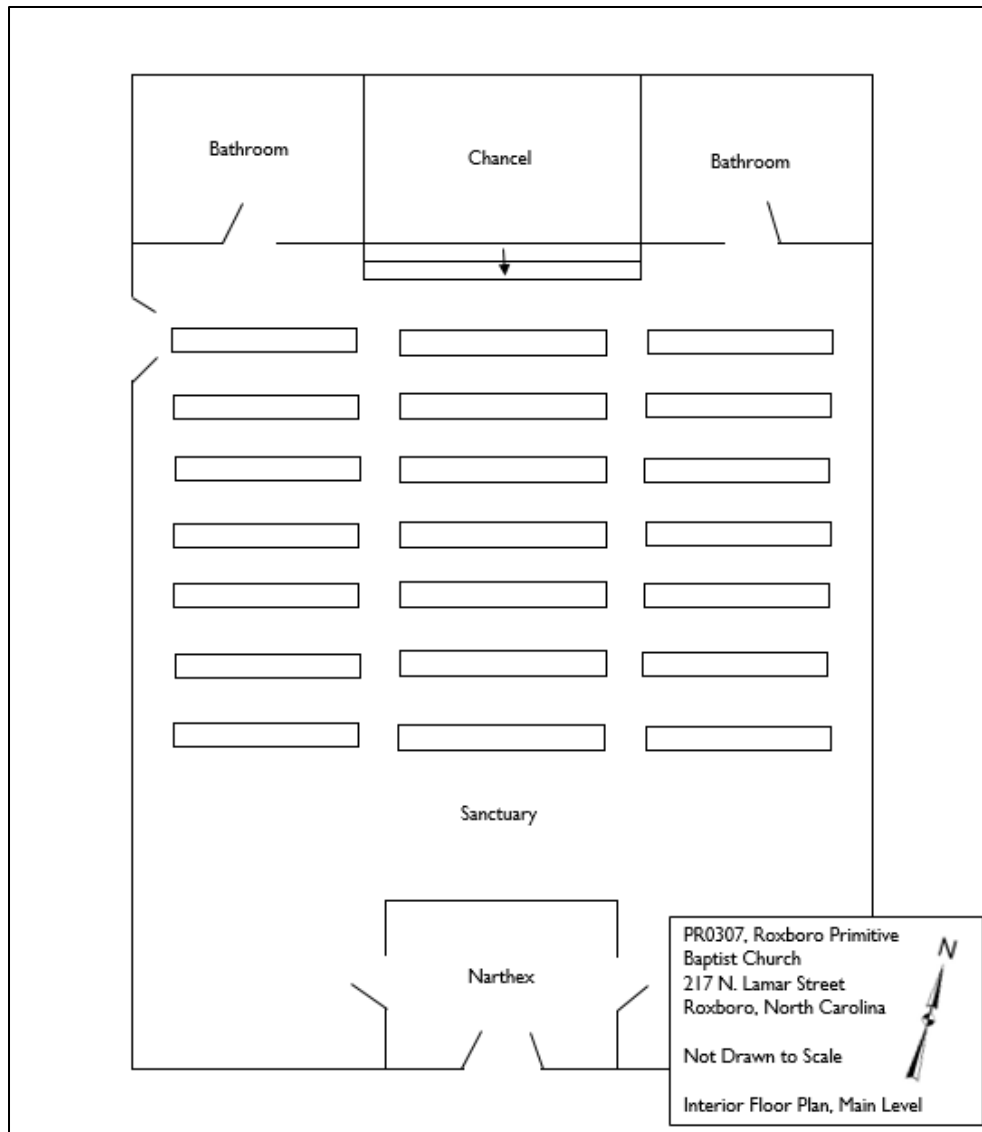 Bathroom
Chancel
Bathroom
Sanctuary
Narthex
PR0307, Roxboro Primitive
Baptist Church
217 N. Lamar Street
Roxboro, North Carolina
N
Not Drawn to Scale
Interior Floor Plan, Main Level